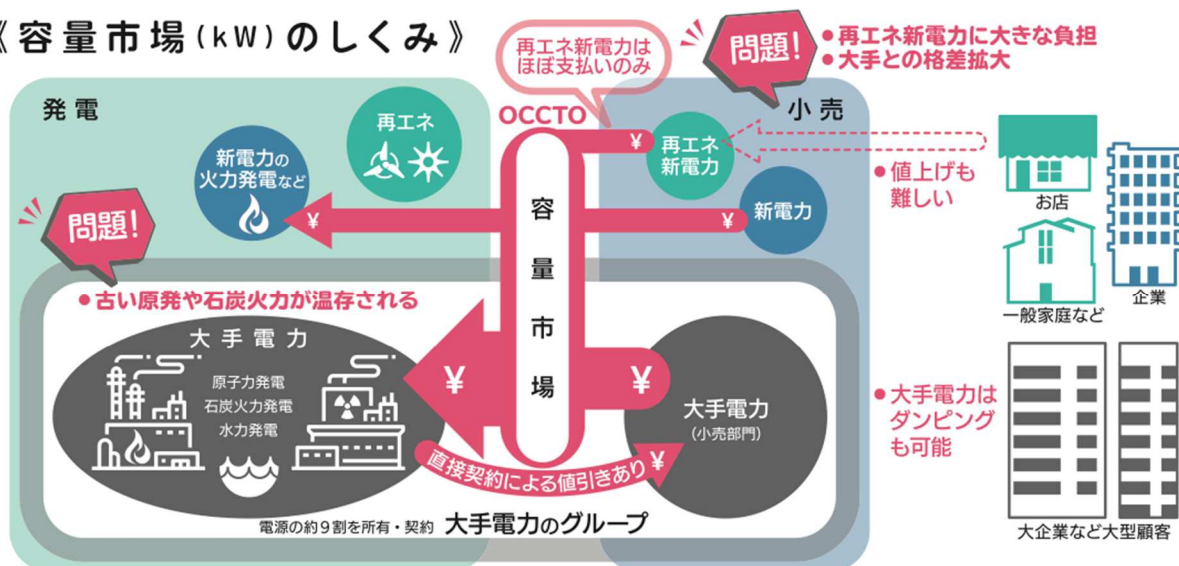 《容量市場(kW)のしくみ》
再エネ新電力は
ほぼ支払いのみ
問題!
●再エネ新電力に大きな負担
●大手との格差拡大
発電
OCCTO
小売
再エネ
新電力の
火力発電など
¥
¥
再エネ
新電力
¥
新電力
●値上げも
難しい
お店
企業
一般家庭など
容量市場
問題!
●古い原発や石炭火力が温存される
大手電力
原子力発電
石炭火力発電
水力発電
¥
¥
大手電力
(小売部門)
直接契約による値引きあり ¥
電源の約9割を所有・契約 大手電力のグループ
●大手電力は
ダンピング
も可能
大企業など大型顧客